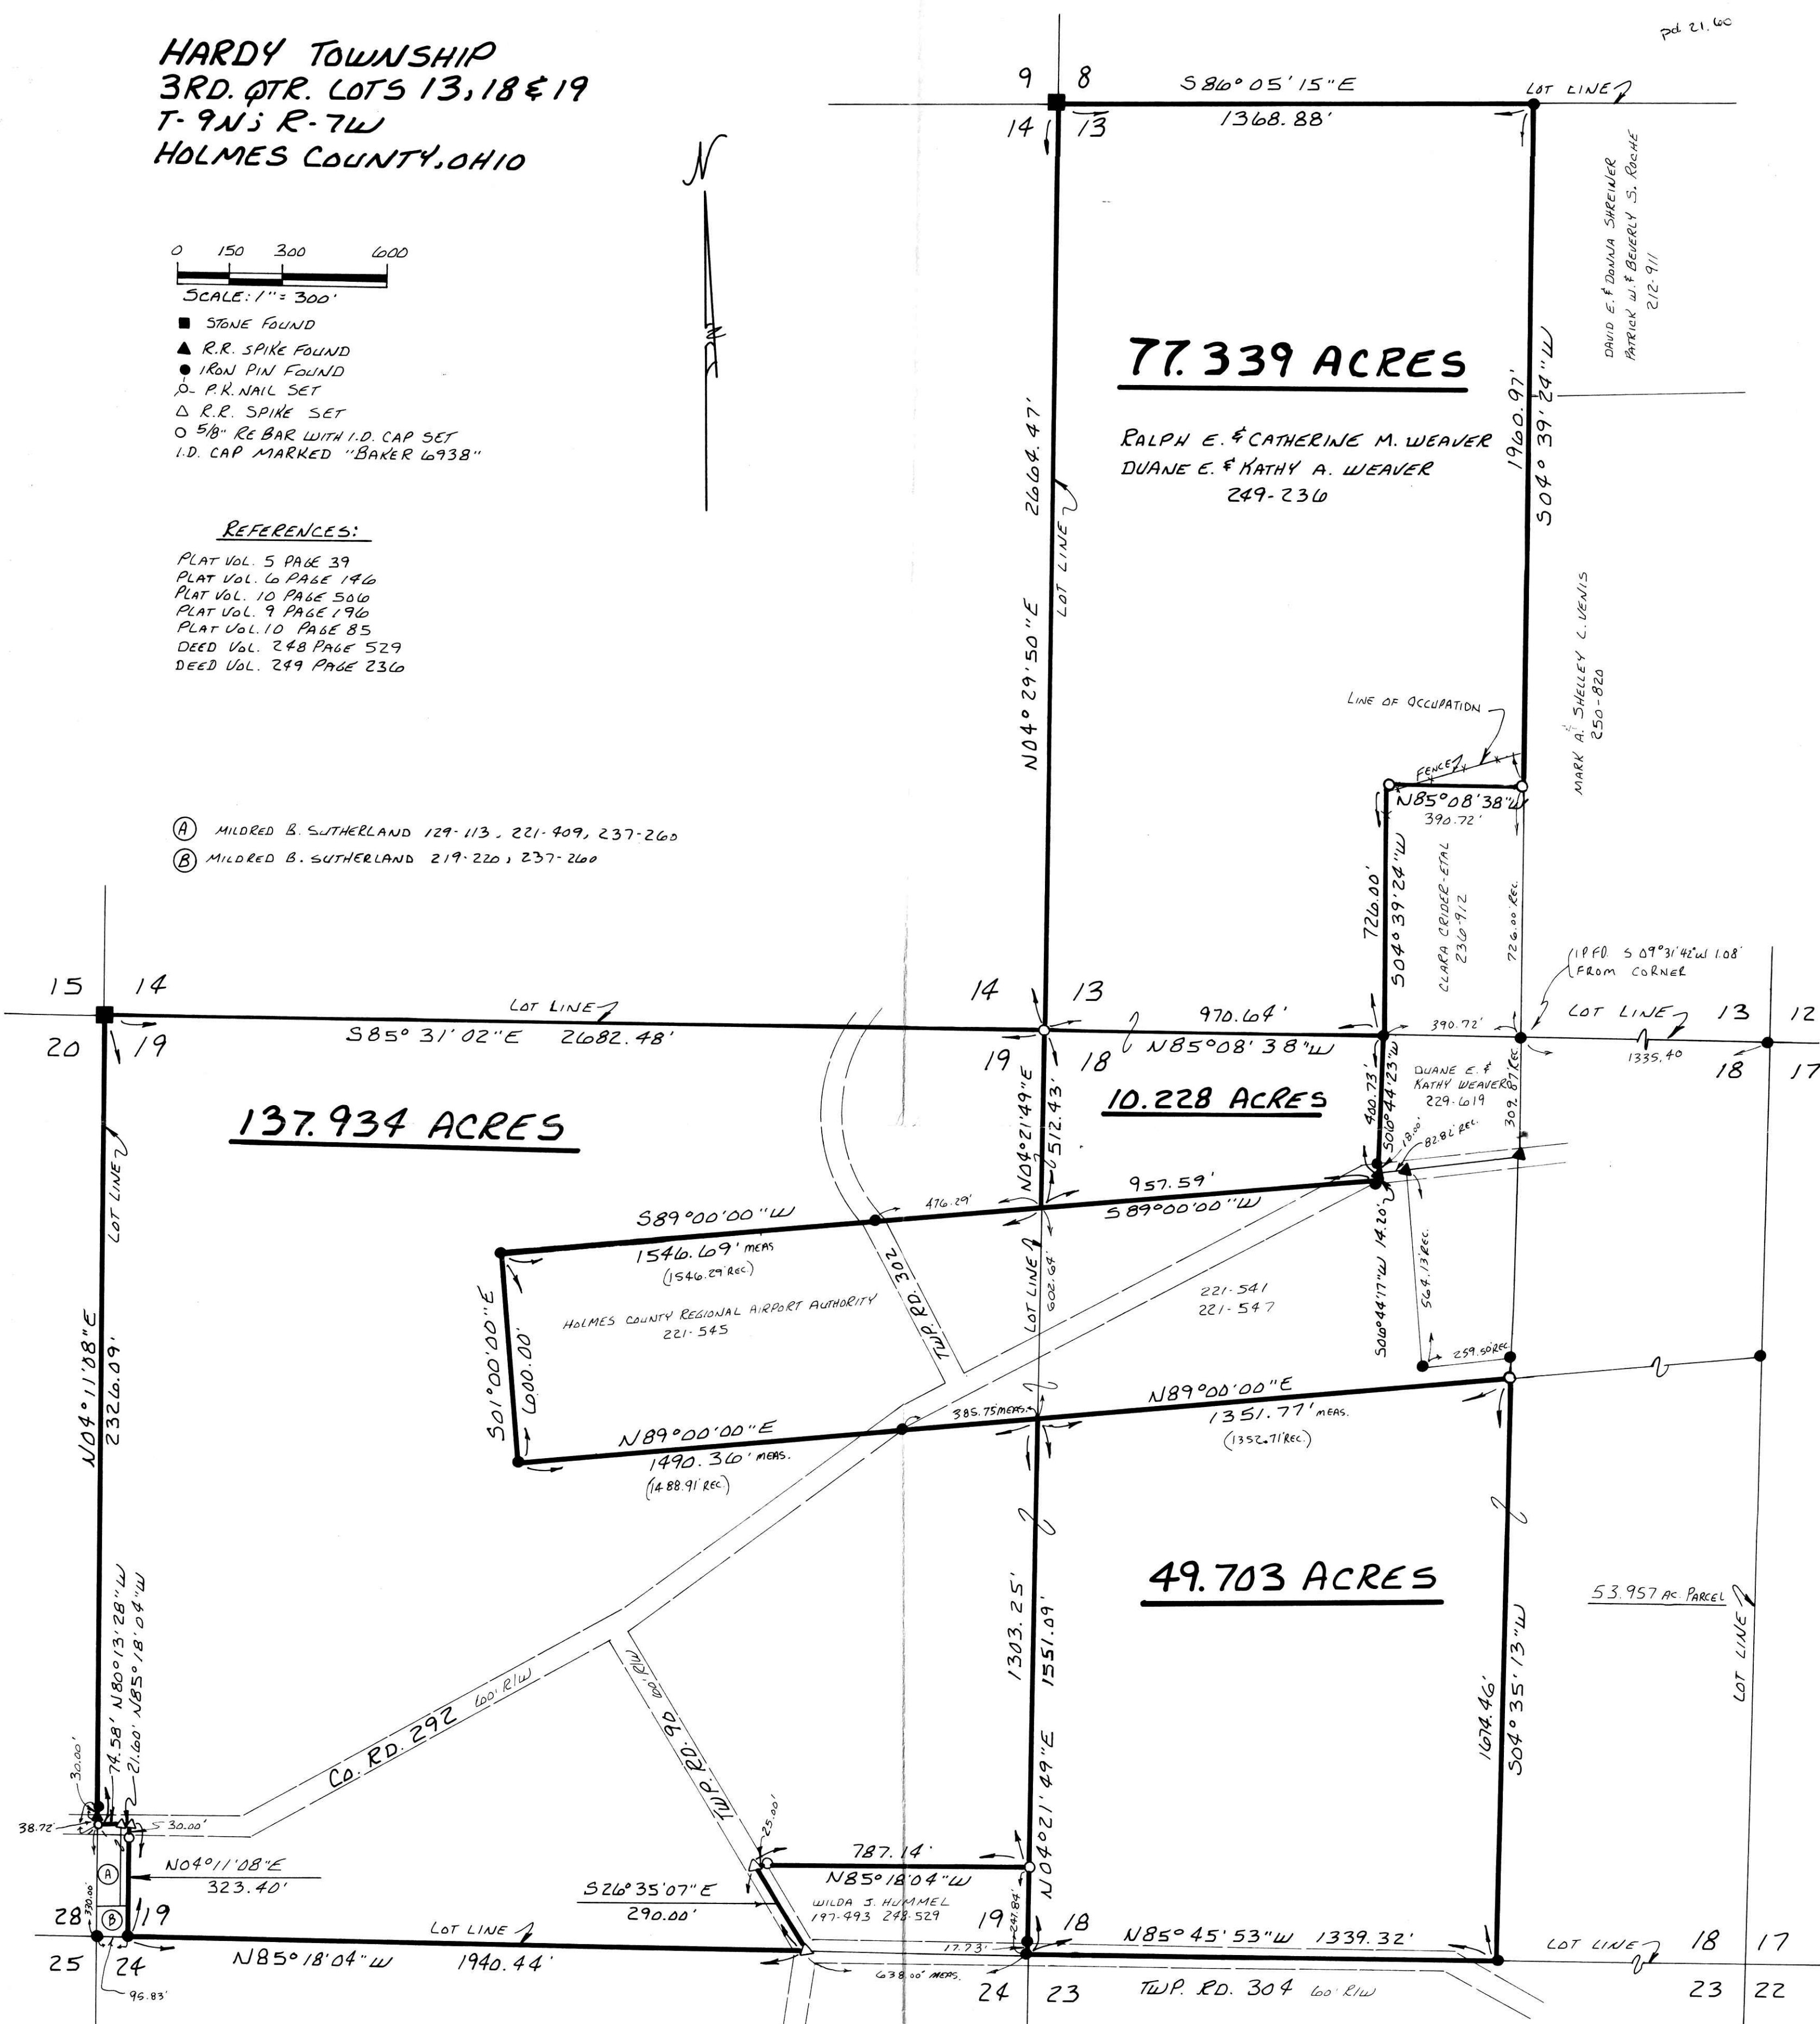 pd 21.60
HARDY TOWNSHIP
3RD. QTR. LOTS 13, 18 & 19
T-9N; R-7W
HOLMES COUNTY, OHIO
N
0 150 300 600
SCALE: 1" = 300'
STONE FOUND
R.R. SPIKE FOUND
IRON PIN FOUND
P.K. NAIL SET
R.R. SPIKE SET
5/8" RE BAR WITH I.D. CAP SET
I.D. CAP MARKED "BAKER 6938"
REFERENCES:
PLAT VOL. 5 PAGE 39
PLAT VOL. 6 PAGE 146
PLAT VOL. 10 PAGE 506
PLAT VOL. 9 PAGE 196
PLAT VOL. 10 PAGE 85
DEED VOL. 248 PAGE 529
DEED VOL. 249 PAGE 236
A MILDRED B. SUTHERLAND 129-113, 221-409, 237-260
B MILDRED B. SUTHERLAND 219-220, 237-260
9 8
14 13
S86°05'15"E
1368.88'
LOT LINE
DAVID E. & DONNA SHREINER
PATRICK W. & BEVERLY S. ROCHE
212-911
77.339 ACRES
RALPH E. & CATHERINE M. WEAVER
DUANE E. & KATHY A. WEAVER
249-236
N04°29'50"E 2664.47'
LOT LINE
1960.97'
S04°39'24"W
MARK A. & SHELLEY L. VENIS
250-820
LINE OF OCCUPATION
FENCE
N85°08'38"W
390.72'
726.00'
S04°39'24"W
CLARA CRIDER-ETAL
236-912
726.00' REC.
I.P. FD. S 09°31'42"W 1.08'
FROM CORNER
15 14
20 19
LOT LINE
S85°31'02"E 2682.48'
14 13
19 18
970.64'
N85°08'38"W
390.72'
LOT LINE
1335.40
13 12
18 17
137.934 ACRES
10.228 ACRES
N04°21'49"E
512.43'
400.73'
S06°44'23"W
DUANE E. &
KATHY WEAVER
229-619
309.87' REC.
18.00'
82.82' REC.
LOT LINE
N04°11'08"E
2326.09'
S89°00'00"W
476.29'
1546.69' MEAS
(1546.29' REC.)
957.59'
S89°00'00"W
HOLMES COUNTY REGIONAL AIRPORT AUTHORITY
221-545
S01°00'00"E
600.00'
TWP. RD. 302
LOT LINE
602.64'
221-541
221-547
S06°44'17"W 14.20'
564.13' REC.
259.50' REC.
N89°00'00"E
385.75' MEAS.
1490.36' MEAS.
(1488.91' REC.)
N89°00'00"E
1351.77' MEAS.
(1352.71' REC.)
49.703 ACRES
53.957 AC. PARCEL
LOT LINE
1303.25'
N04°21'49"E 1551.09'
1674.46'
S04°35'13"W
CO. RD. 292 60' R/W
TWP. RD. 90 60' R/W
74.58' N80°13'28"W
21.60' N85°18'04"W
30.00'
38.72'
30.00'
A
N04°11'08"E
323.40'
330.00'
B
28 19
25 24
95.83'
LOT LINE
N85°18'04"W 1940.44'
25.00'
787.14'
N85°18'04"W
S26°35'07"E
290.00'
WILDA J. HUMMEL
197-493 248-529
247.84'
17.73'
638.00' MEAS.
19 18
24 23
N85°45'53"W 1339.32'
TWP. RD. 304 60' R/W
LOT LINE
18 17
23 22